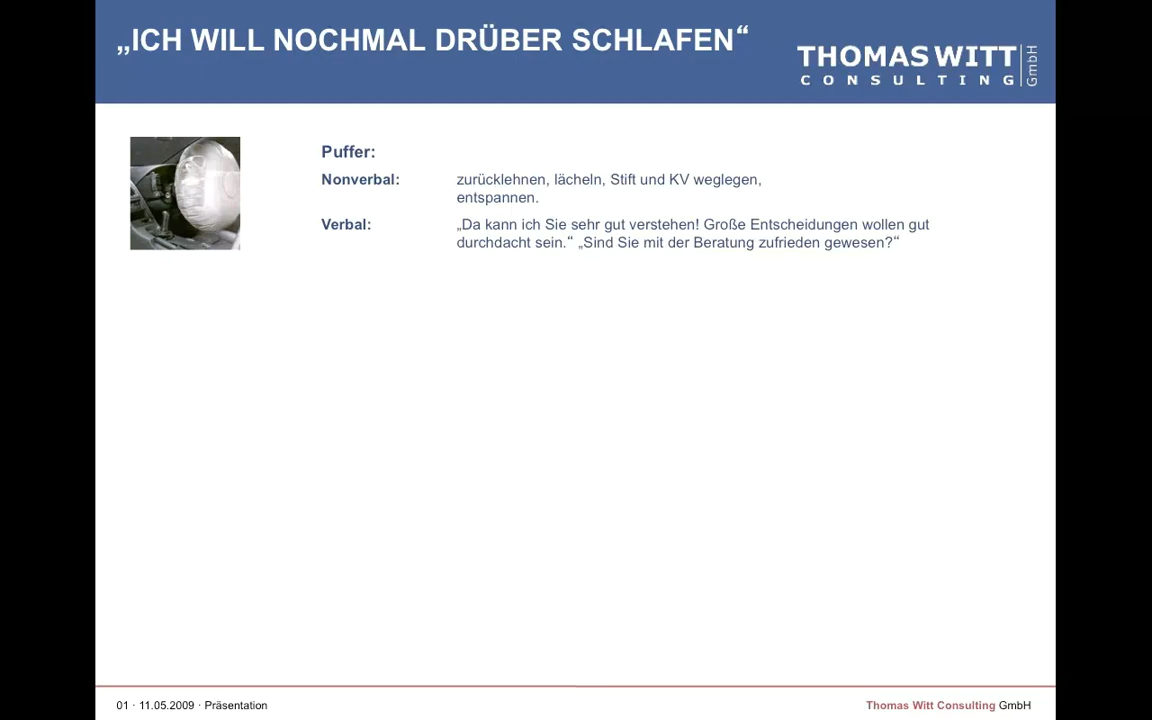 „ICH WILL NOCHMAL DRÜBER SCHLAFEN“
THOMAS WITT
CONSULTING
GmbH
Puffer:
Nonverbal: zurücklehnen, lächeln, Stift und KV weglegen,
entspannen.
Verbal: „Da kann ich Sie sehr gut verstehen! Große Entscheidungen wollen gut
durchdacht sein.“ „Sind Sie mit der Beratung zufrieden gewesen?“
01 · 11.05.2009 · Präsentation
Thomas Witt Consulting GmbH